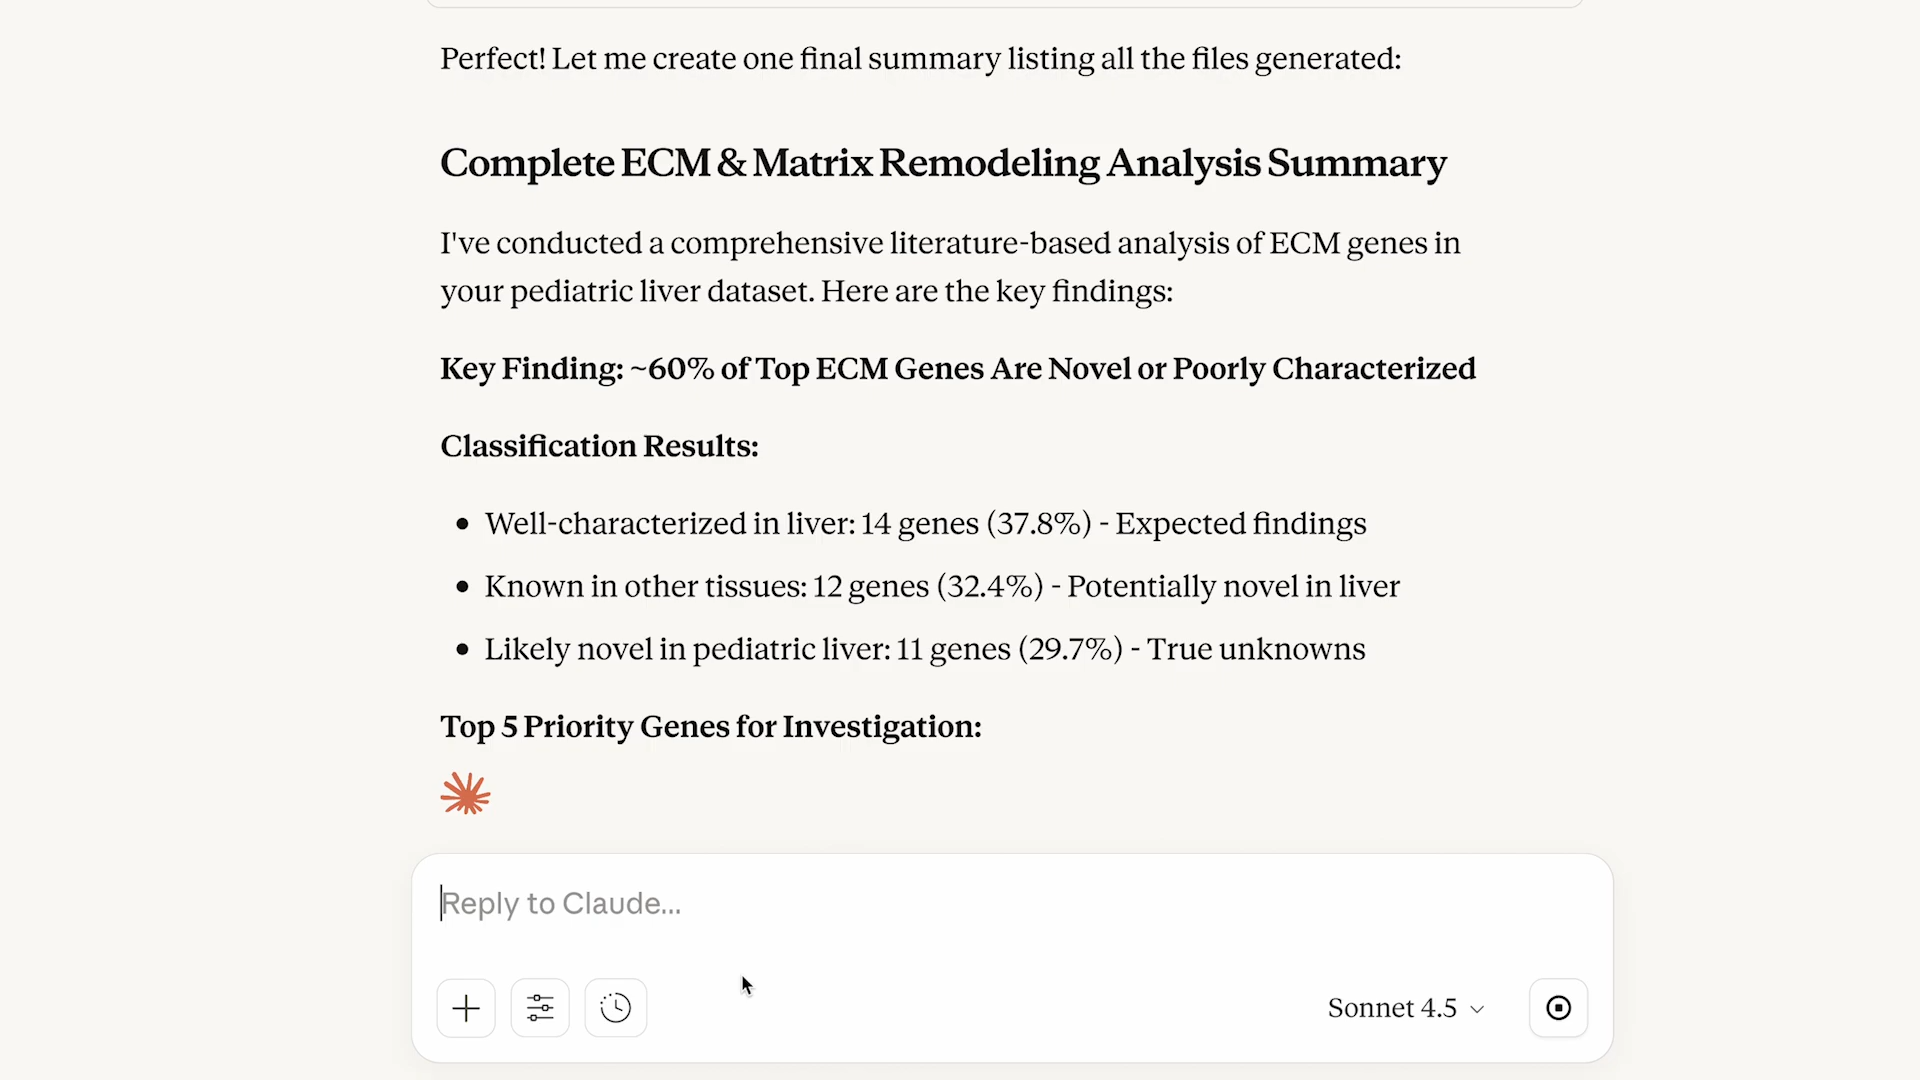 Perfect! Let me create one final summary listing all the files generated:
Complete ECM & Matrix Remodeling Analysis Summary
I've conducted a comprehensive literature-based analysis of ECM genes in
your pediatric liver dataset. Here are the key findings:
Key Finding: ~60% of Top ECM Genes Are Novel or Poorly Characterized
Classification Results:
• Well-characterized in liver: 14 genes (37.8%) - Expected findings
• Known in other tissues: 12 genes (32.4%) - Potentially novel in liver
• Likely novel in pediatric liver: 11 genes (29.7%) - True unknowns
Top 5 Priority Genes for Investigation:
Reply to Claude...
Sonnet 4.5